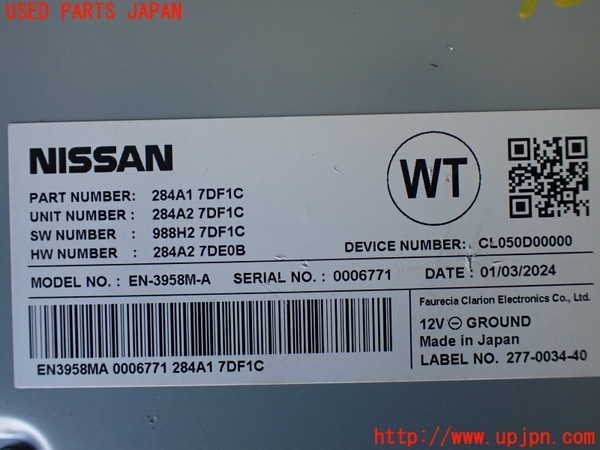 USED PARTS JAPAN
NISSAN
WT
PART NUMBER: 284A1 7DF1C
UNIT NUMBER: 284A2 7DF1C
SW NUMBER: 988H2 7DF1C
HW NUMBER: 284A2 7DE0B
DEVICE NUMBER: CL050D00000
MODEL NO. : EN-3958M-A SERIAL NO. : 0006771 DATE : 01/03/2024
Faurecia Clarion Electronics Co., Ltd.
12V ⊖ GROUND
Made in Japan
LABEL NO. 277-0034-40
EN3958MA 0006771 284A1 7DF1C
http://www.upjpn.com/